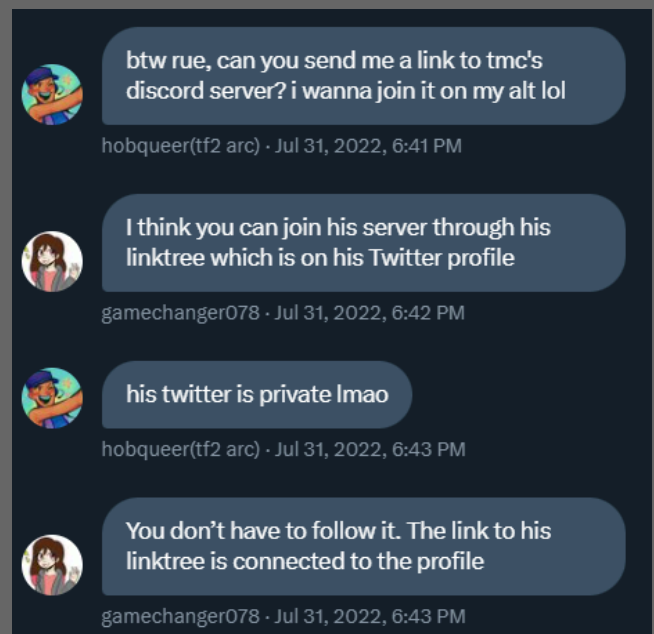 btw rue, can you send me a link to tmc's
discord server? i wanna join it on my alt lol
hobqueer(tf2 arc) · Jul 31, 2022, 6:41 PM
I think you can join his server through his
linktree which is on his Twitter profile
gamechanger078 · Jul 31, 2022, 6:42 PM
his twitter is private lmao
hobqueer(tf2 arc) · Jul 31, 2022, 6:43 PM
You don’t have to follow it. The link to his
linktree is connected to the profile
gamechanger078 · Jul 31, 2022, 6:43 PM